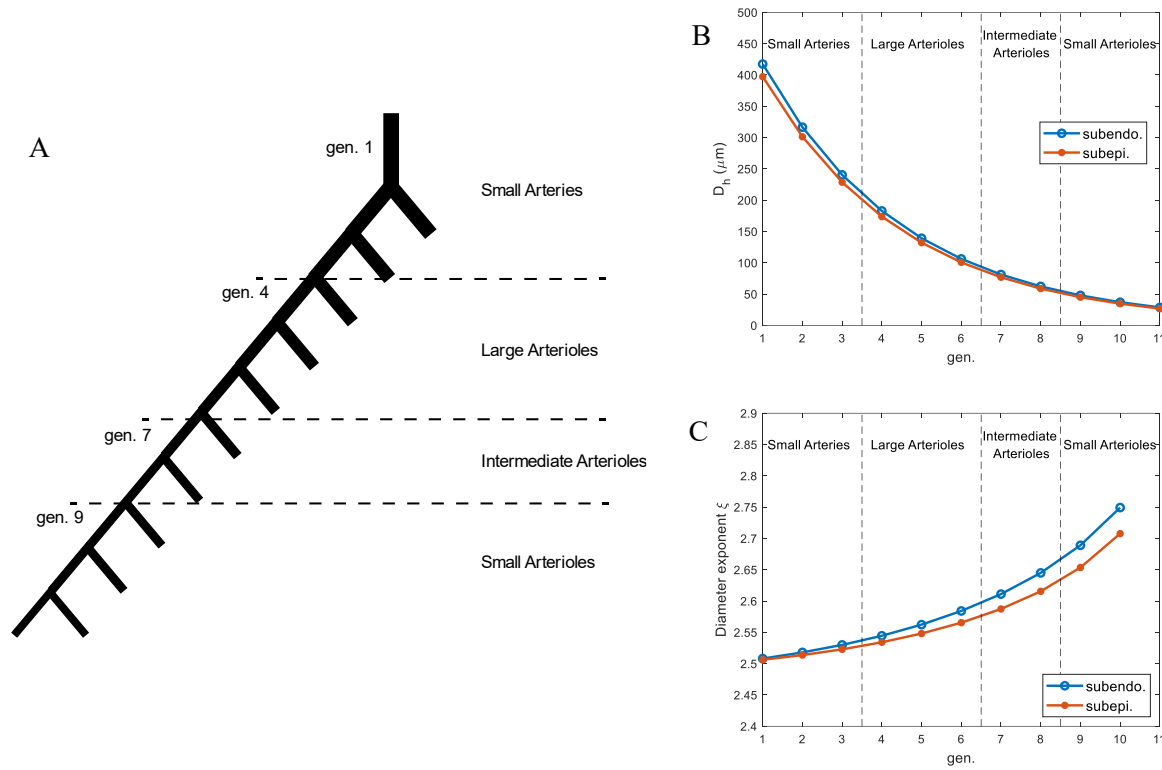 A
gen. 1
Small Arteries
gen. 4
Large Arterioles
gen. 7
Intermediate Arterioles
gen. 9
Small Arterioles
B
500
450
400
350
300
250
200
150
100
50
0
D_h (μm)
Small Arteries
Large Arterioles
Intermediate
Arterioles
Small Arterioles
subendo.
subepi.
1 2 3 4 5 6 7 8 9 10 11
gen.
C
2.9
2.85
2.8
2.75
2.7
2.65
2.6
2.55
2.5
2.45
2.4
Diameter exponent ξ
Small Arteries
Large Arterioles
Intermediate
Arterioles
Small Arterioles
subendo.
subepi.
1 2 3 4 5 6 7 8 9 10 11
gen.